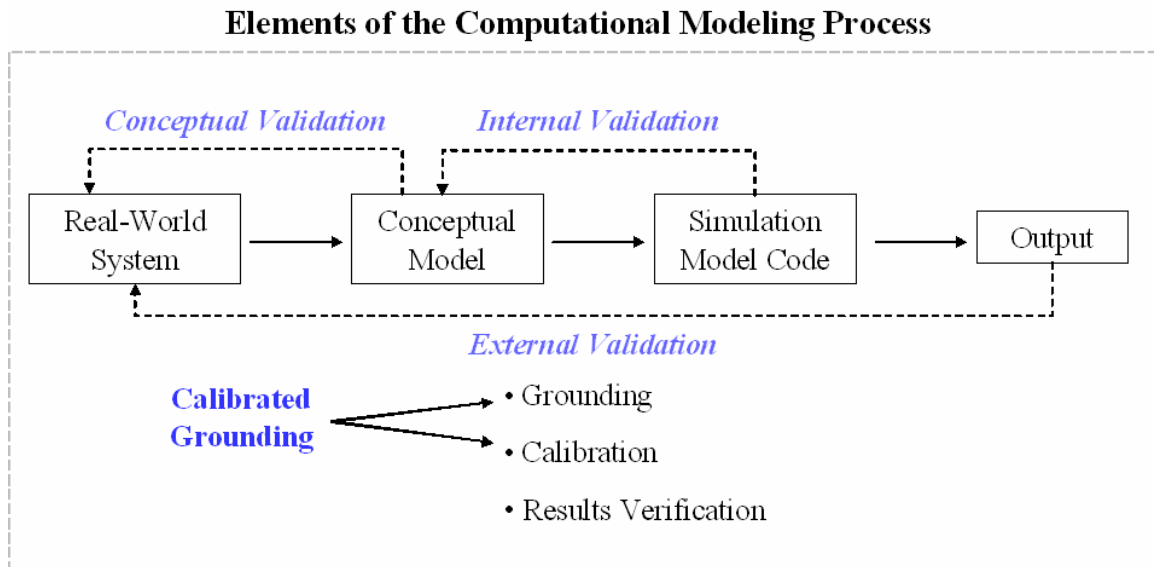 Elements of the Computational Modeling Process
Conceptual Validation
Internal Validation
Real-World
System
Conceptual
Model
Simulation
Model Code
Output
External Validation
Calibrated
Grounding
• Grounding
• Calibration
• Results Verification